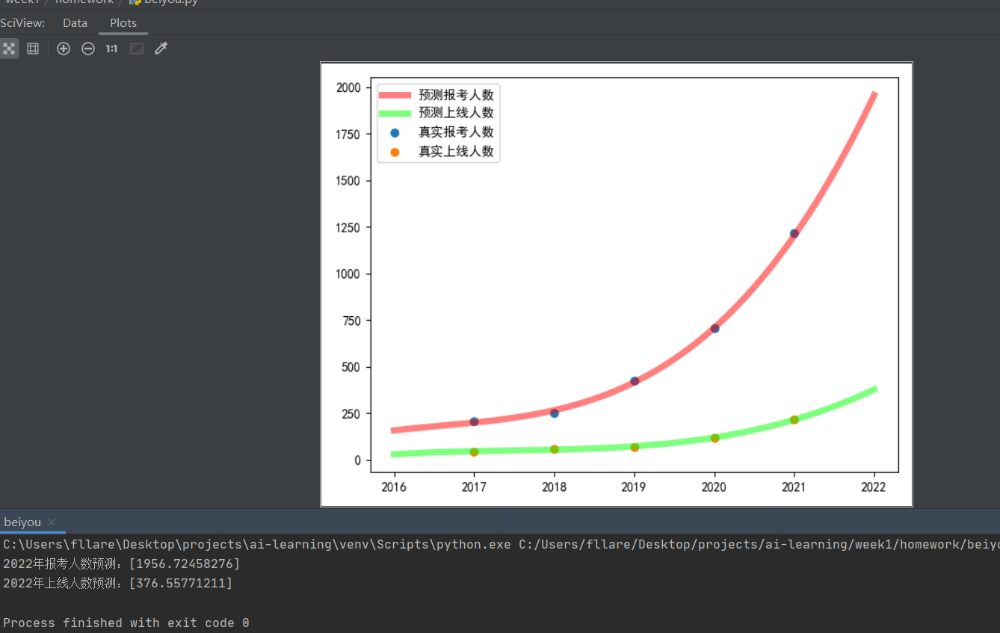 week1 / homework / beiyou.py
SciView: Data Plots
1:1
预测报考人数
预测上线人数
真实报考人数
真实上线人数
2000
1750
1500
1250
1000
750
500
250
0
2016 2017 2018 2019 2020 2021 2022
beiyou ×
C:\Users\fllare\Desktop\projects\ai-learning\venv\Scripts\python.exe C:/Users/fllare/Desktop/projects/ai-learning/week1/homework/beiyo
2022年报考人数预测：[1956.72458276]
2022年上线人数预测：[376.55771211]
Process finished with exit code 0